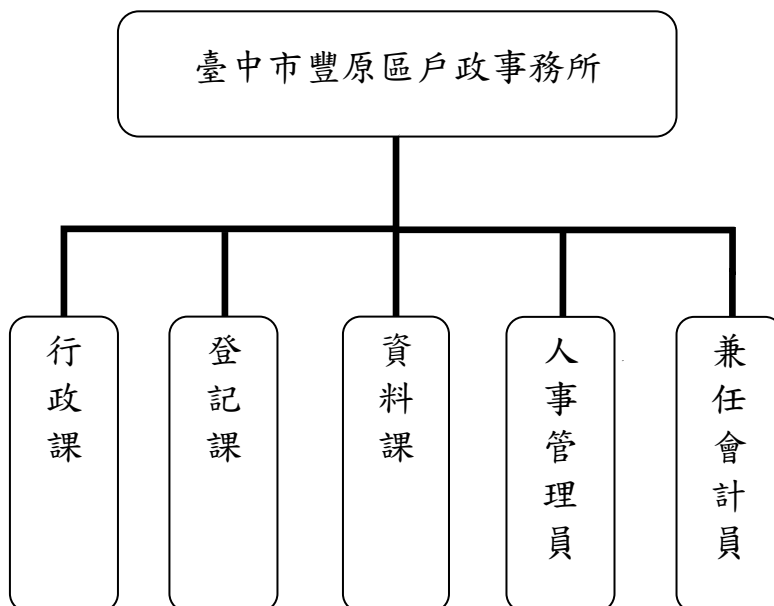 臺中市豐原區戶政事務所
行政課
登記課
資料課
人事管理員
兼任會計員